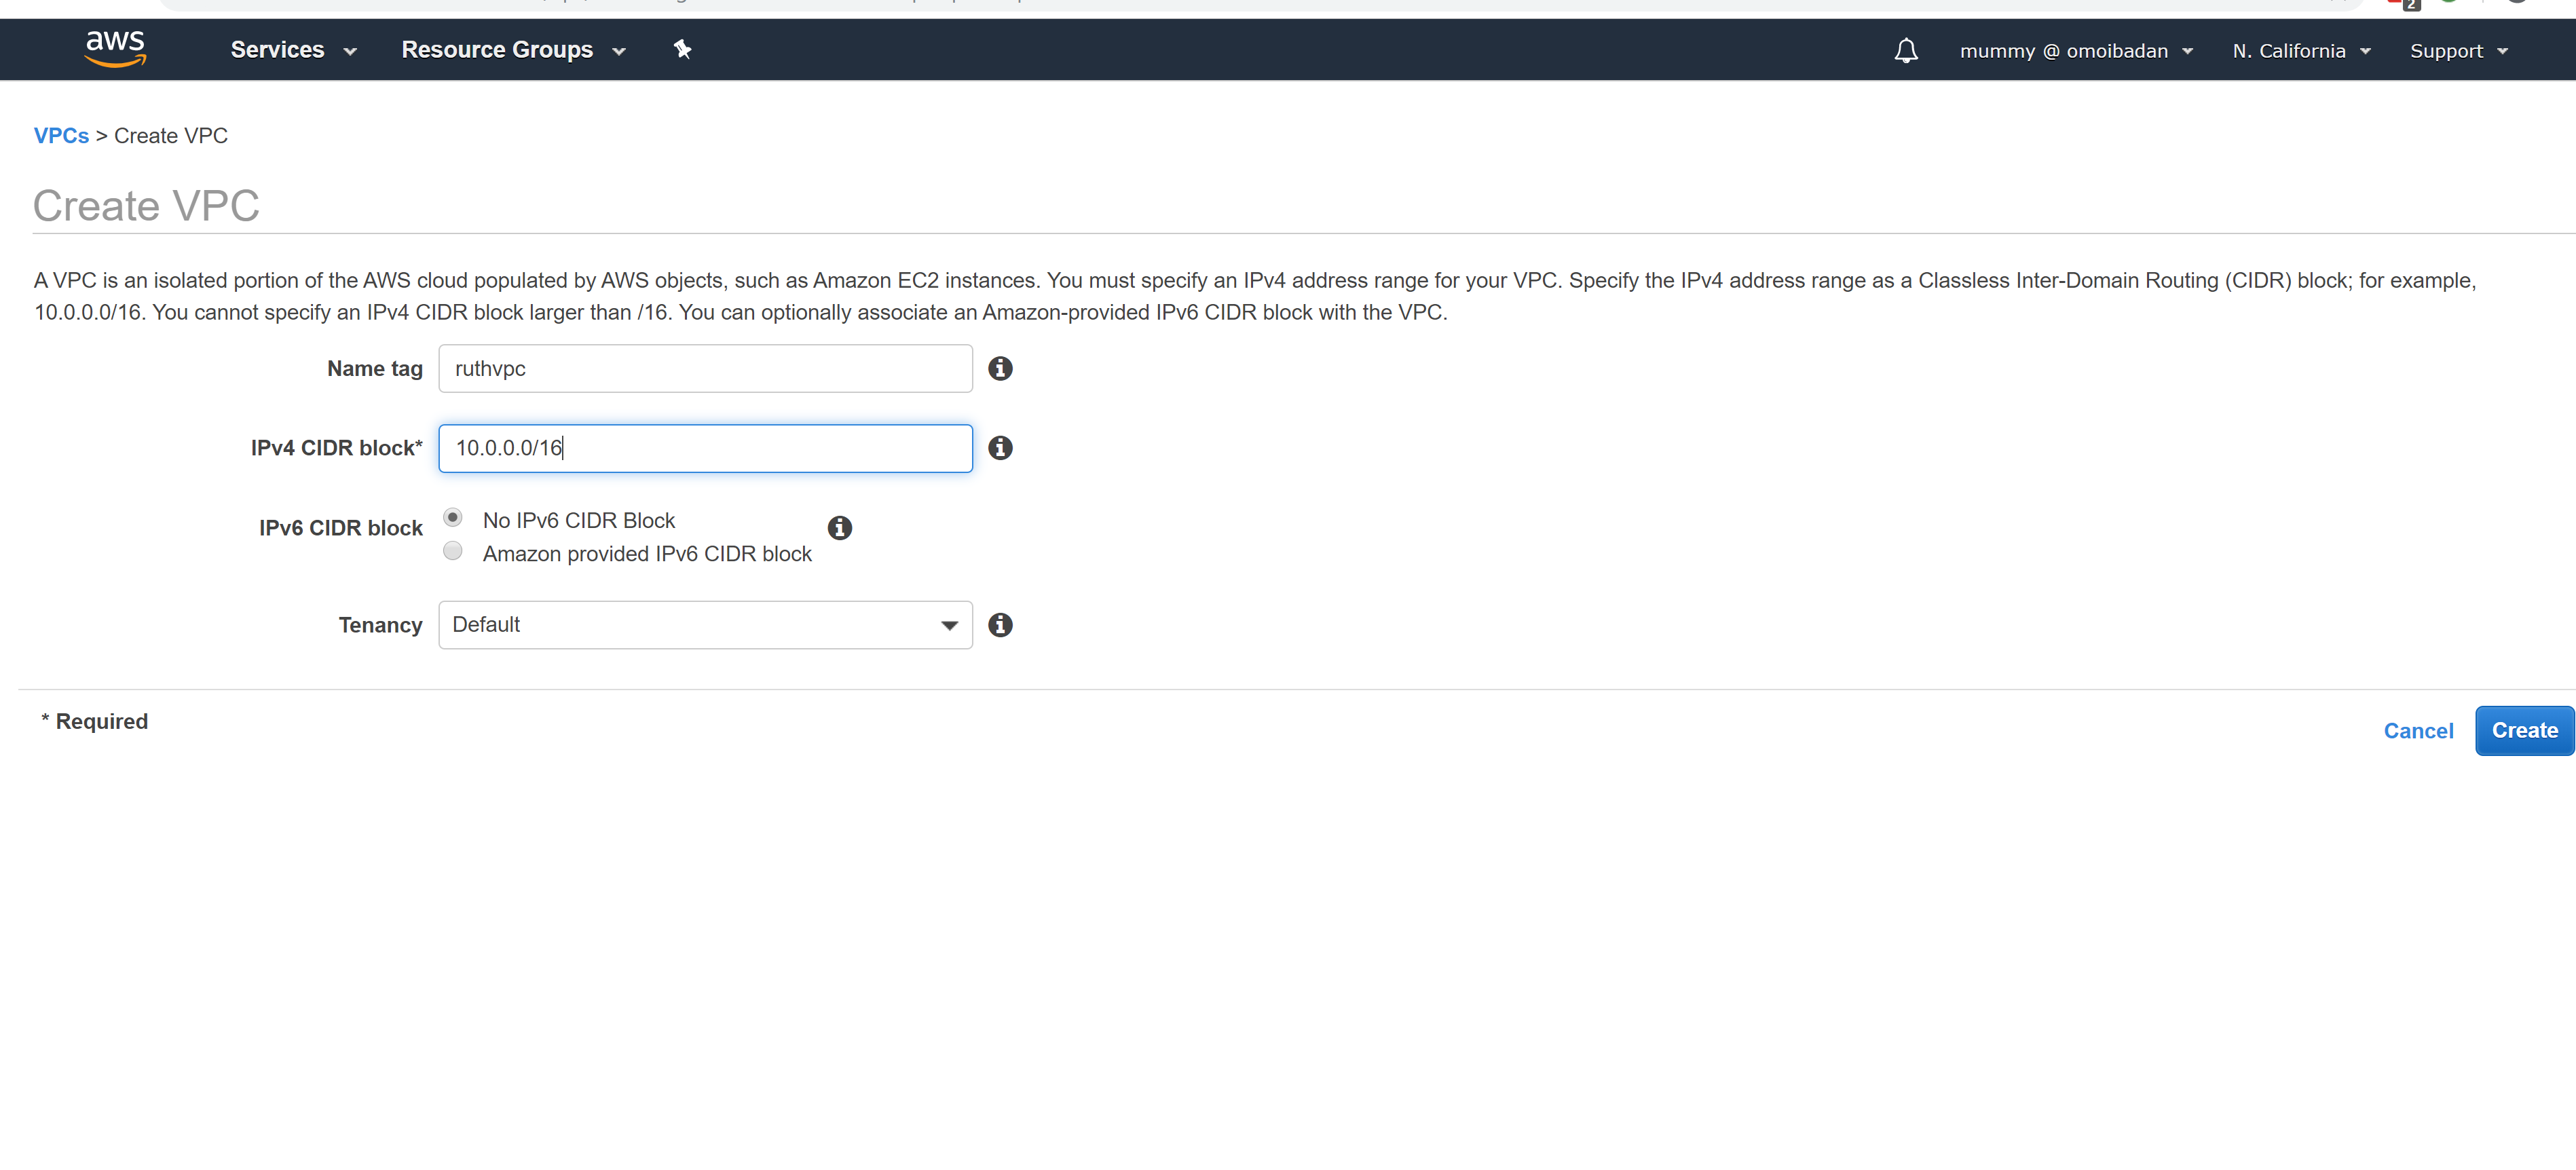 2
aws Services Resource Groups mummy @ omoibadan N. California Support
VPCs > Create VPC
Create VPC
A VPC is an isolated portion of the AWS cloud populated by AWS objects, such as Amazon EC2 instances. You must specify an IPv4 address range for your VPC. Specify the IPv4 address range as a Classless Inter-Domain Routing (CIDR) block; for example,
10.0.0.0/16. You cannot specify an IPv4 CIDR block larger than /16. You can optionally associate an Amazon-provided IPv6 CIDR block with the VPC.
Name tag ruthvpc
IPv4 CIDR block* 10.0.0.0/16
IPv6 CIDR block No IPv6 CIDR Block
Amazon provided IPv6 CIDR block
Tenancy Default
* Required
Cancel Create